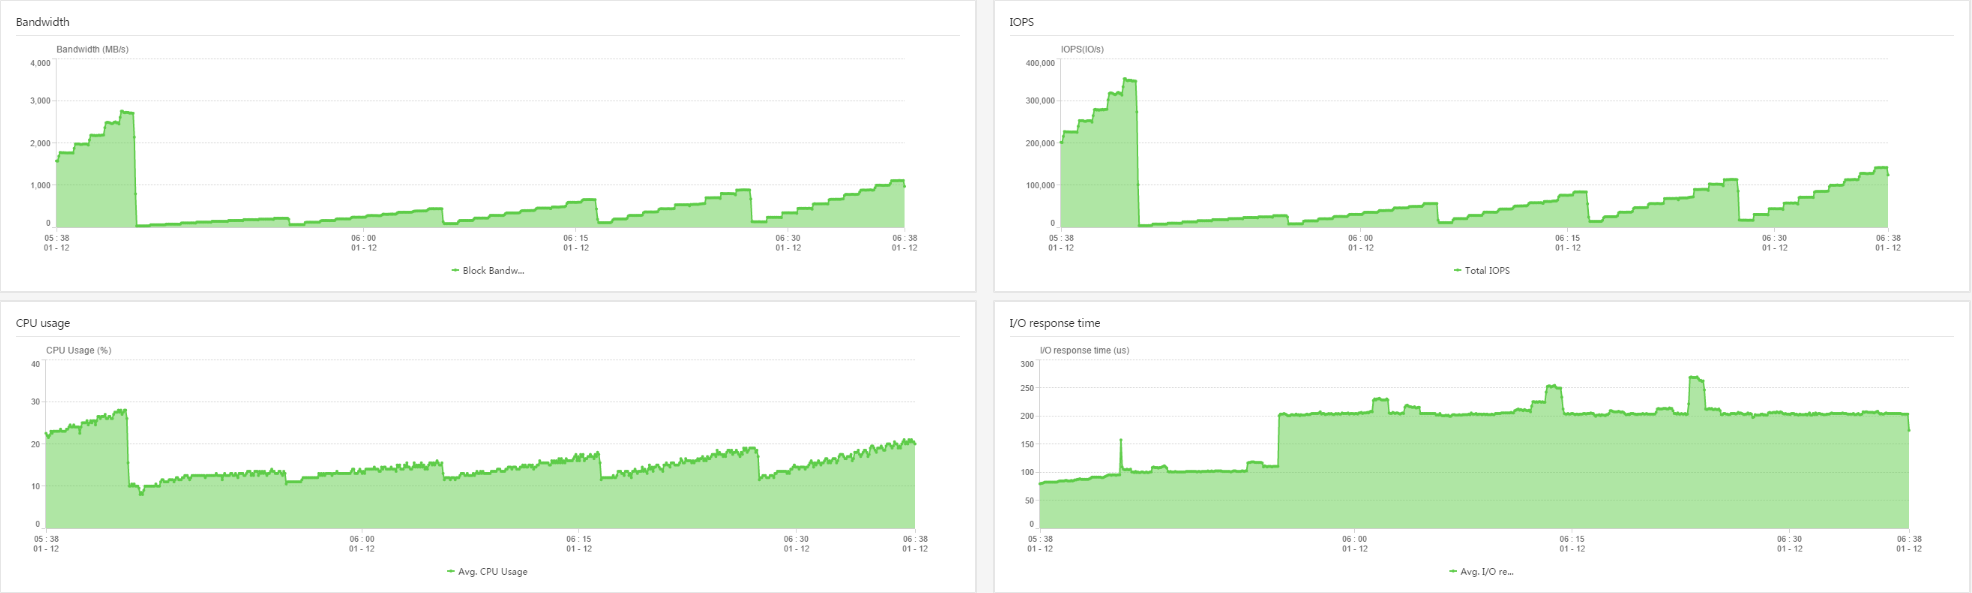 Bandwidth
Bandwidth (MB/s)
4,000
3,000
2,000
1,000
0
05 : 38
01 - 12
06 : 00
01 - 12
06 : 15
01 - 12
06 : 30
01 - 12
06 : 38
01 - 12
Block Bandw...
IOPS
IOPS(IO/s)
400,000
300,000
200,000
100,000
0
05 : 38
01 - 12
06 : 00
01 - 12
06 : 15
01 - 12
06 : 30
01 - 12
06 : 38
01 - 12
Total IOPS
CPU usage
CPU Usage (%)
40
30
20
10
0
05 : 38
01 - 12
06 : 00
01 - 12
06 : 15
01 - 12
06 : 30
01 - 12
06 : 38
01 - 12
Avg. CPU Usage
I/O response time
I/O response time (us)
300
250
200
150
100
50
0
05 : 38
01 - 12
06 : 00
01 - 12
06 : 15
01 - 12
06 : 30
01 - 12
06 : 38
01 - 12
Avg. I/O re...